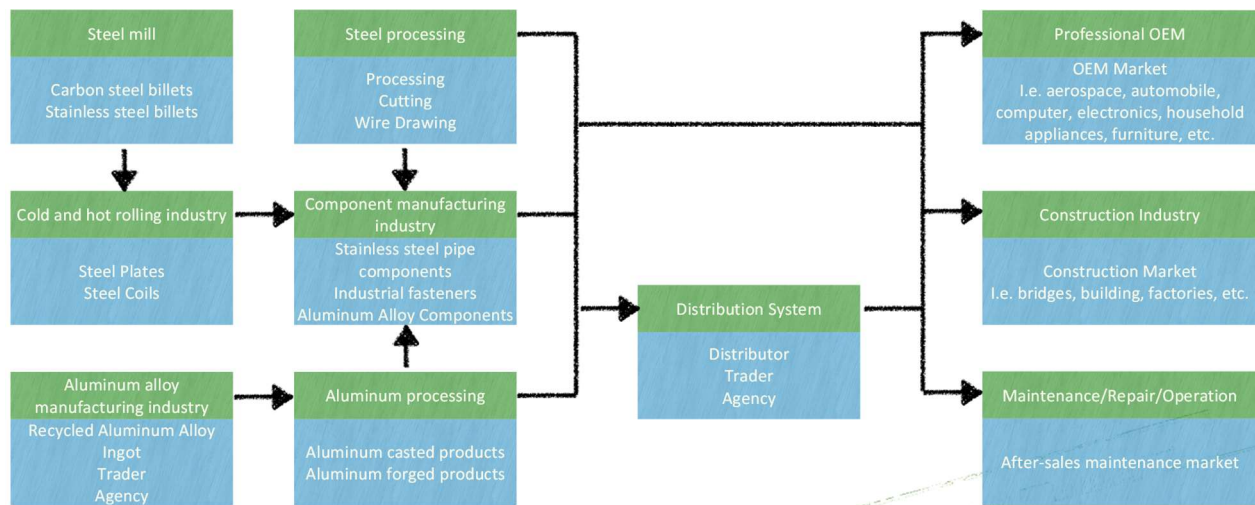 Steel mill
Carbon steel billets
Stainless steel billets
Steel processing
Processing
Cutting
Wire Drawing
Professional OEM
OEM Market
I.e. aerospace, automobile,
computer, electronics, household
appliances, furniture, etc.
Cold and hot rolling industry
Steel Plates
Steel Coils
Component manufacturing
industry
Stainless steel pipe
components
Industrial fasteners
Aluminum Alloy Components
Construction Industry
Construction Market
I.e. bridges, building, factories, etc.
Distribution System
Distributor
Trader
Agency
Aluminum alloy
manufacturing industry
Recycled Aluminum Alloy
Ingot
Trader
Agency
Aluminum processing
Aluminum casted products
Aluminum forged products
Maintenance/Repair/Operation
After-sales maintenance market